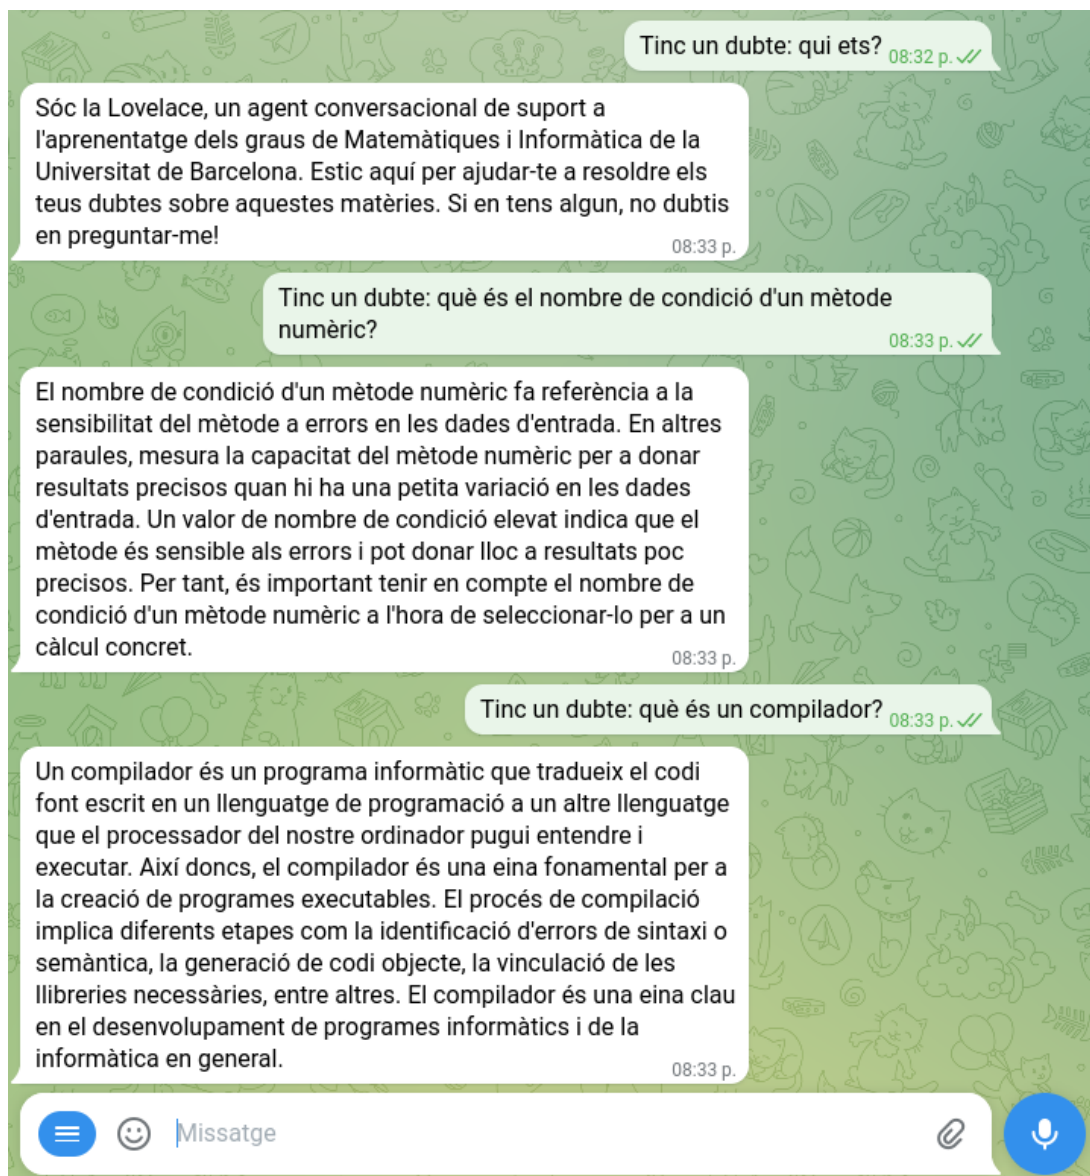 Tinc un dubte: qui ets? 08:32 p.
Sóc la Lovelace, un agent conversacional de suport a
l'aprenentatge dels graus de Matemàtiques i Informàtica de la
Universitat de Barcelona. Estic aquí per ajudar-te a resoldre els
teus dubtes sobre aquestes matèries. Si en tens algun, no dubtis
en preguntar-me!
08:33 p.
Tinc un dubte: què és el nombre de condició d'un mètode
numèric?
08:33 p.
El nombre de condició d'un mètode numèric fa referència a la
sensibilitat del mètode a errors en les dades d'entrada. En altres
paraules, mesura la capacitat del mètode numèric per a donar
resultats precisos quan hi ha una petita variació en les dades
d'entrada. Un valor de nombre de condició elevat indica que el
mètode és sensible als errors i pot donar lloc a resultats poc
precisos. Per tant, és important tenir en compte el nombre de
condició d'un mètode numèric a l'hora de seleccionar-lo per a un
càlcul concret.
08:33 p.
Tinc un dubte: què és un compilador? 08:33 p.
Un compilador és un programa informàtic que tradueix el codi
font escrit en un llenguatge de programació a un altre llenguatge
que el processador del nostre ordinador pugui entendre i
executar. Així doncs, el compilador és una eina fonamental per a
la creació de programes executables. El procés de compilació
implica diferents etapes com la identificació d'errors de sintaxi o
semàntica, la generació de codi objecte, la vinculació de les
llibreries necessàries, entre altres. El compilador és una eina clau
en el desenvolupament de programes informàtics i de la
informàtica en general.
08:33 p.
Missatge